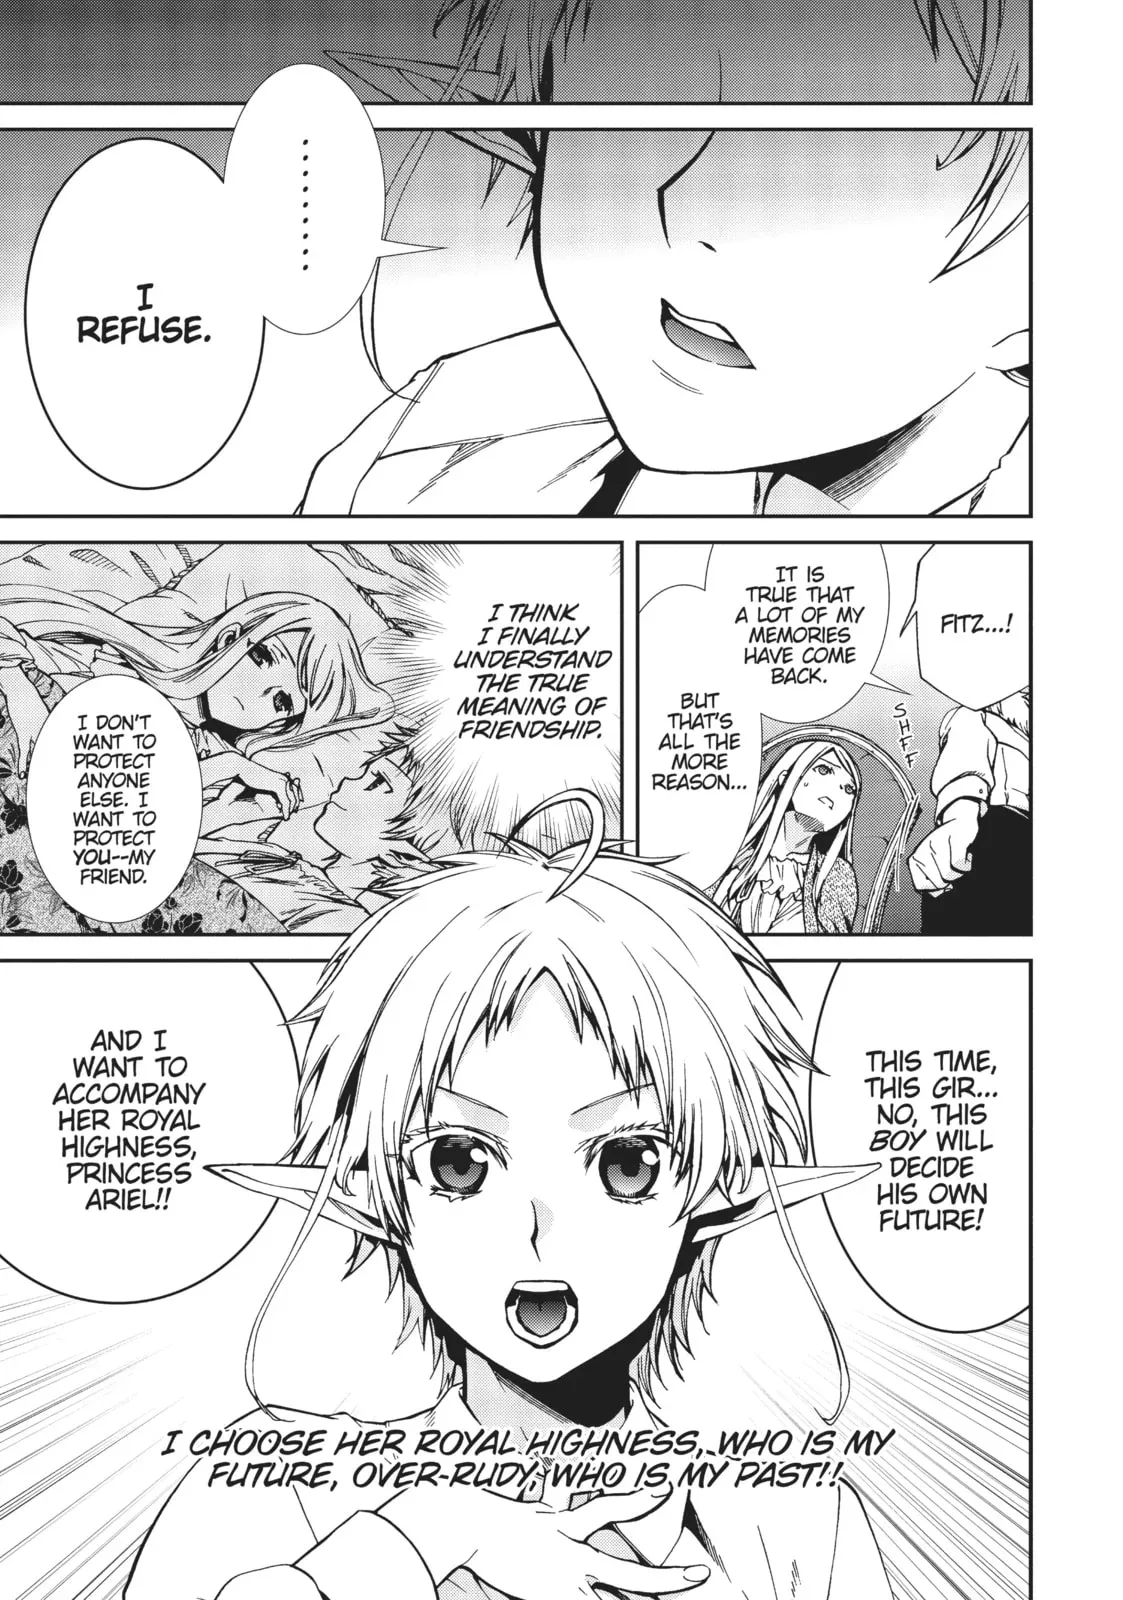 ..........
I
REFUSE.
FITZ...!
IT IS
TRUE THAT
A LOT OF MY
MEMORIES
HAVE COME
BACK.
BUT
THAT'S
ALL THE
MORE
REASON...
SHFF
I THINK
I FINALLY
UNDERSTAND
THE TRUE
MEANING OF
FRIENDSHIP.
I DON'T
WANT TO
PROTECT
ANYONE
ELSE. I
WANT TO
PROTECT
YOU--MY
FRIEND.
THIS TIME,
THIS GIR...
NO, THIS
BOY WILL
DECIDE
HIS OWN
FUTURE!
AND I
WANT TO
ACCOMPANY
HER ROYAL
HIGHNESS,
PRINCESS
ARIEL!!
I CHOOSE HER ROYAL HIGHNESS, WHO IS MY
FUTURE, OVER-RUDY, WHO IS MY PAST!!